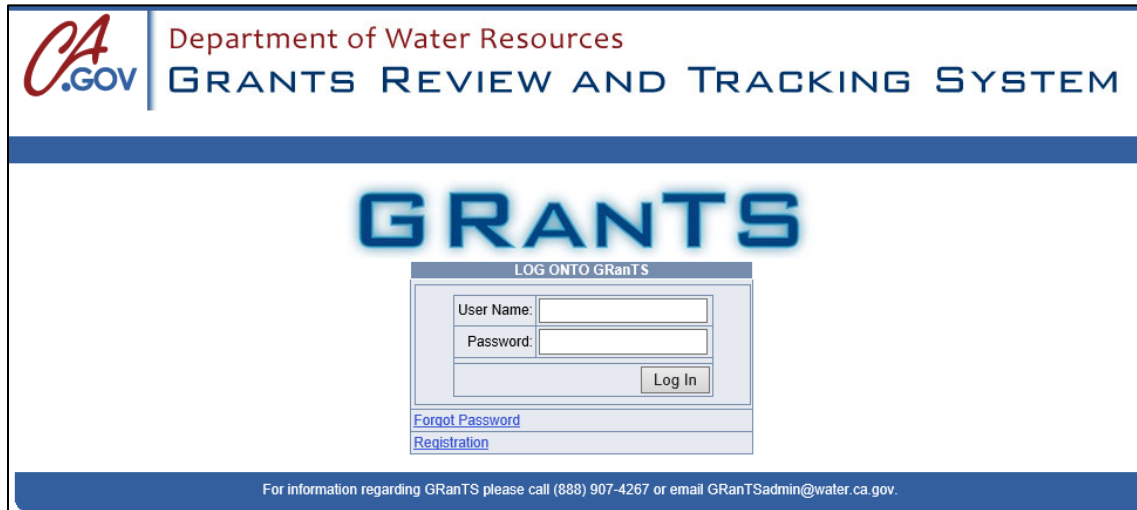 CA
.GOV
Department of Water Resources
GRANTS REVIEW AND TRACKING SYSTEM
GRANTS
LOG ONTO GRanTS
User Name:
Password:
Log In
Forgot Password
Registration
For information regarding GRanTS please call (888) 907-4267 or email GRanTSadmin@water.ca.gov.